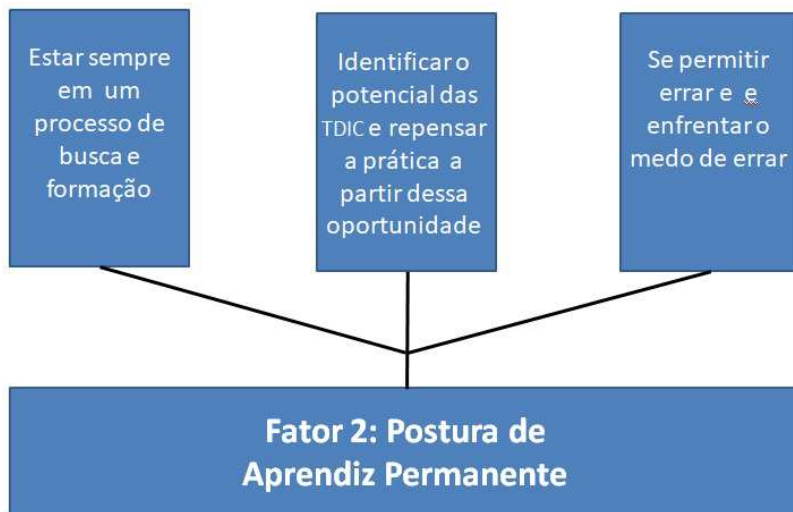 Estar sempre
em um
processo de
busca e
formação
Identificar o
potencial das
TDIC e repensar
a prática a
partir dessa
oportunidade
Se permitir
errar e e
enfrentar o
medo de errar
Fator 2: Postura de
Aprendiz Permanente